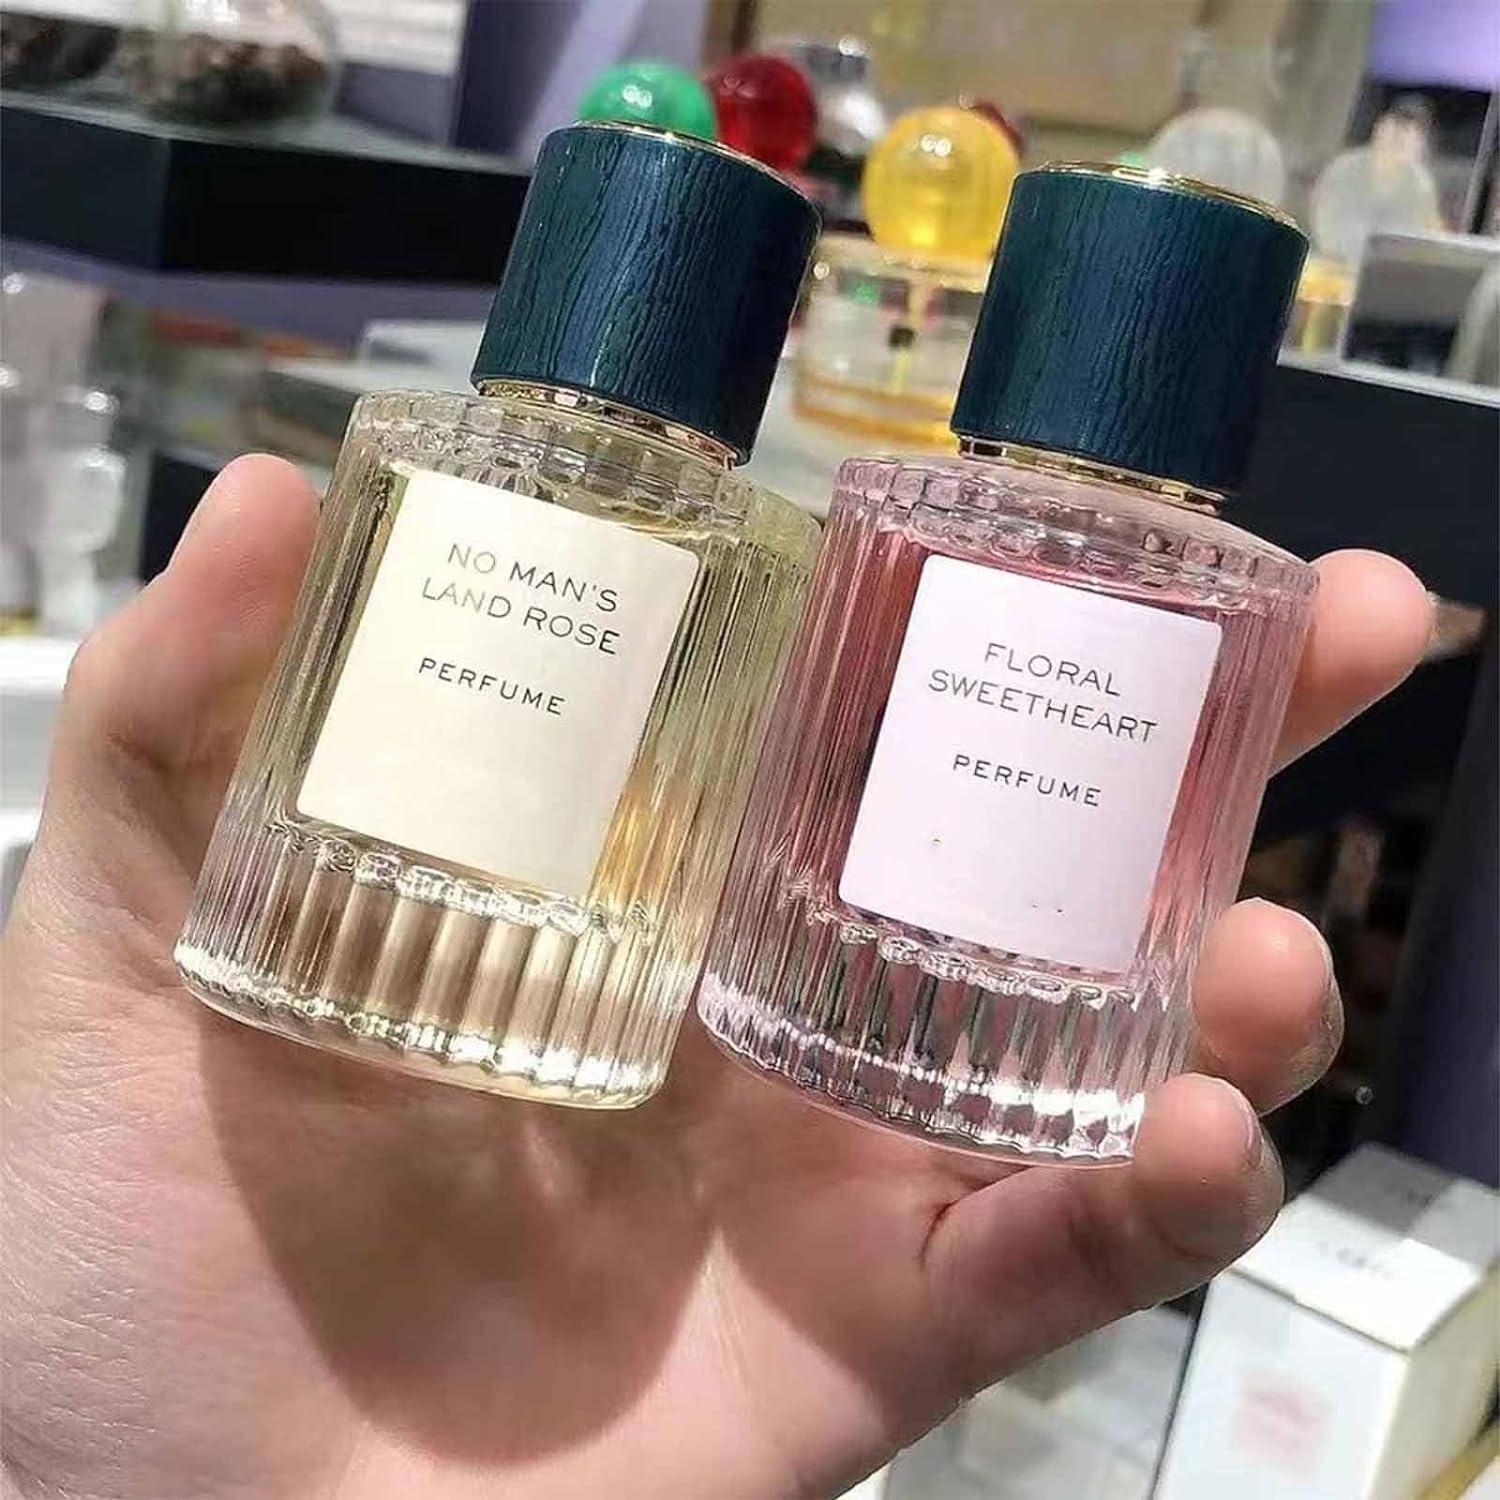 NO MAN'S
LAND ROSE
PERFUME
FLORAL
SWEETHEART
PERFUME